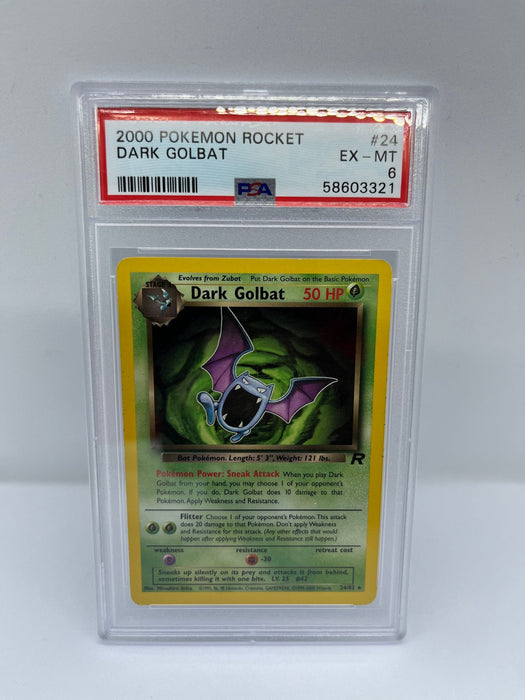 2000 POKEMON ROCKET #24
DARK GOLBAT EX - MT
6
PSA 58603321
Evolves from Zubat Put Dark Golbat on the Basic Pokémon
STAGE 1
Dark Golbat 50 HP
Bat Pokémon. Length: 5' 3", Weight: 121 lbs.
R
Pokémon Power: Sneak Attack When you play Dark
Golbat from your hand, you may choose 1 of your opponent's
Pokémon. If you do, Dark Golbat does 10 damage to that
Pokémon. Apply Weakness and Resistance.
Flitter Choose 1 of your opponent's Pokémon. This attack
does 20 damage to that Pokémon. Don't apply Weakness
and Resistance for this attack. (Any other effects that would
happen after applying Weakness and Resistance still happen.)
weakness resistance retreat cost
-30
Sneaks up silently on its prey and attacks it from behind,
sometimes killing it with one bite. LV. 25 #42
Illus. Mitsuhiro Arita 24/82